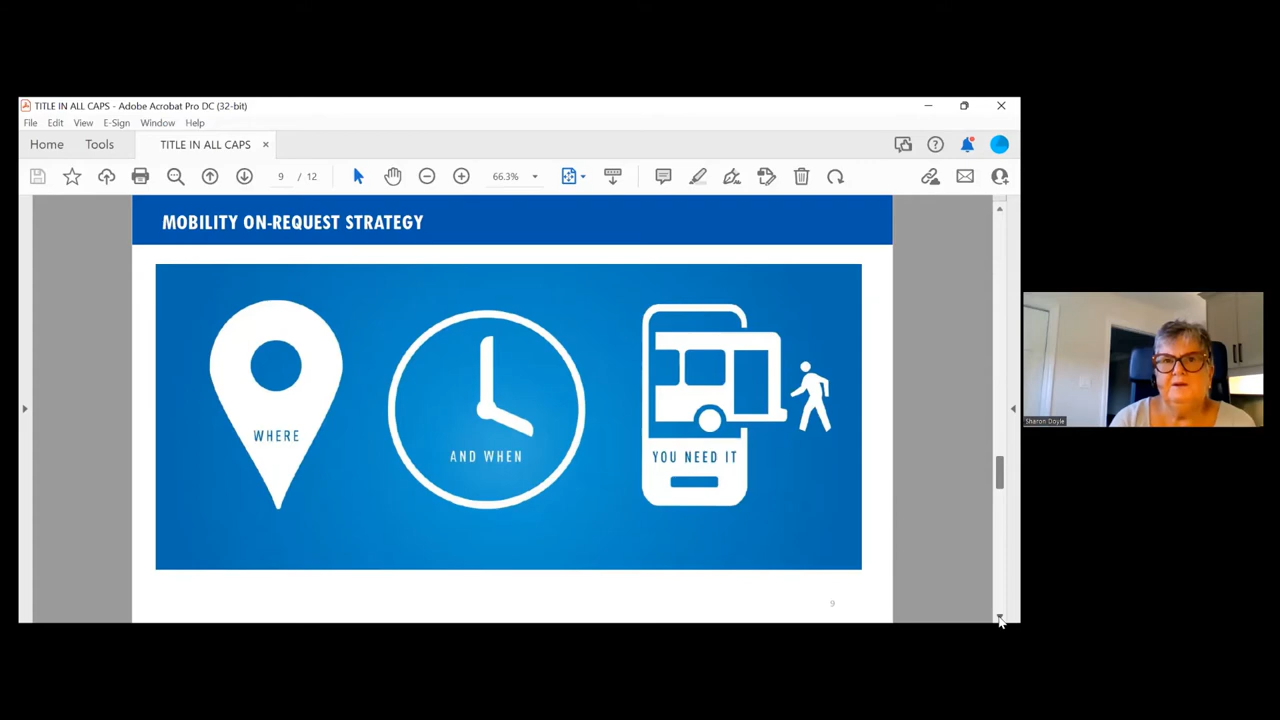 TITLE IN ALL CAPS - Adobe Acrobat Pro DC (32-bit)
File Edit View E-Sign Window Help
Home Tools TITLE IN ALL CAPS ×
9 / 12 66.3%
MOBILITY ON-REQUEST STRATEGY
WHERE
AND WHEN
YOU NEED IT
9
Sharon Doyle